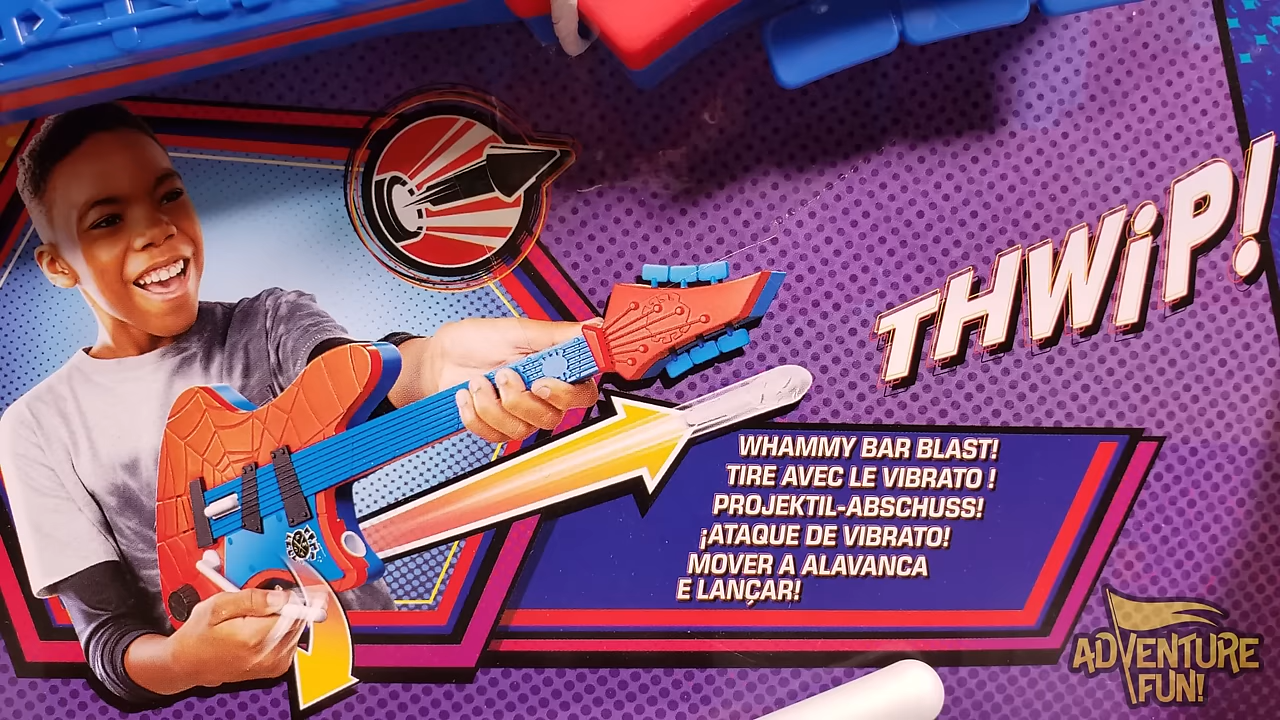 THWiP!
WHAMMY BAR BLAST!
TIRE AVEC LE VIBRATO !
PROJEKTIL-ABSCHUSS!
¡ATAQUE DE VIBRATO!
MOVER A ALAVANCA
E LANÇAR!
ADVENTURE
FUN!